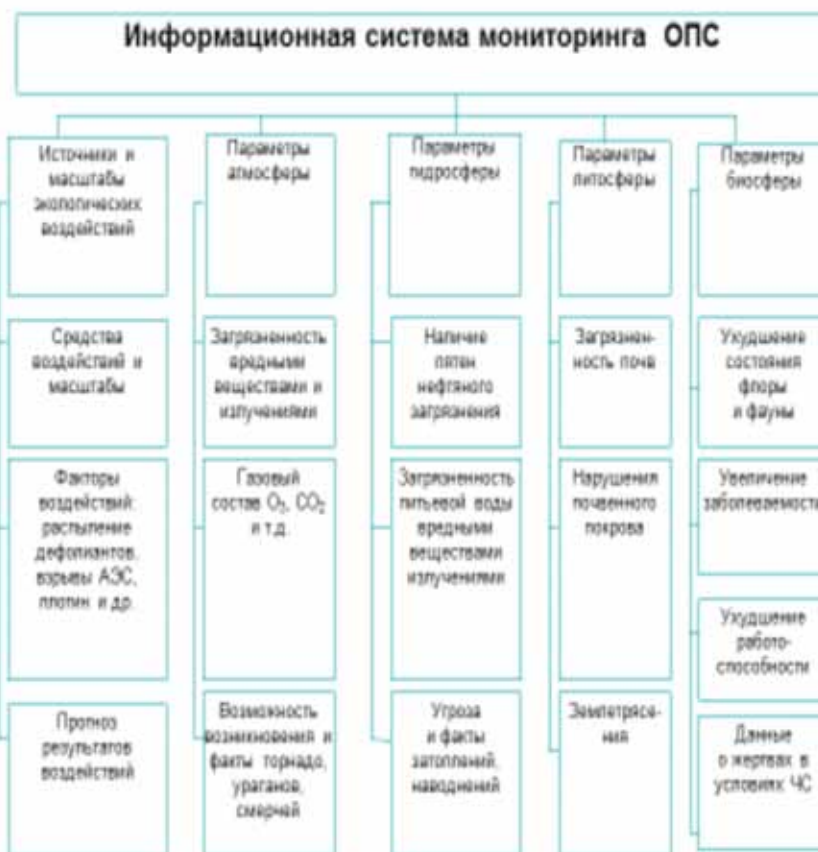 Информационная система мониторинга ОПС
Источники и
масштабы
экологических
воздействий
Средства
воздействий и
масштабы
Факторы
воздействий:
распыление
дефолиантов,
взрывы АЭС,
плотин и др.
Прогноз
результатов
воздействий
Параметры
атмосферы
Загрязненность
вредными
веществами и
излучениями
Газовый
состав O₃, CO₂
и т.д.
Возможность
возникновения и
факты торнадо,
ураганов,
смерчей
Параметры
гидросферы
Наличие
пятен
нефтяного
загрязнения
Загрязненность
питьевой воды
вредными
веществами
излучениями
Угроза
и факты
затоплений,
наводнений
Параметры
литосферы
Загрязнен-
ность почв
Нарушения
почвенного
покрова
Землетрясе-
ния
Параметры
биосферы
Ухудшение
состояния
флоры
и фауны
Увеличение
заболеваемости
Ухудшение
работо-
способности
Данные
о жертвах в
условиях ЧС